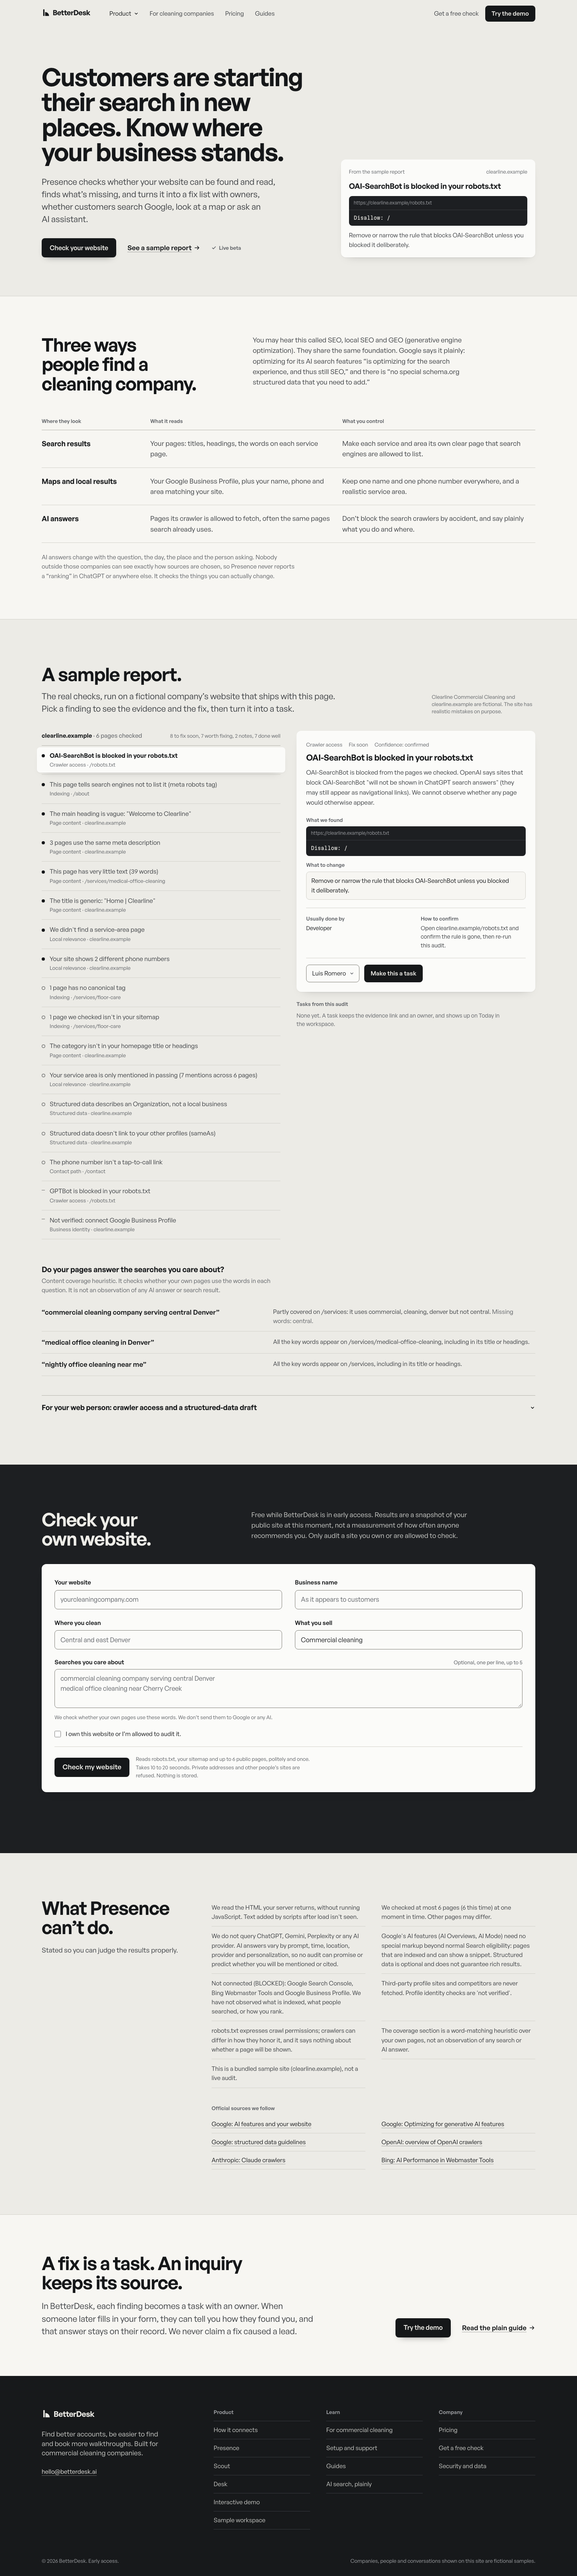 BetterDesk
Product
For cleaning companies
Pricing
Guides
Get a free check
Try the demo
Customers are starting
their search in new
places. Know where
your business stands.
Presence checks whether your website can be found and read,
finds what's missing, and turns it into a fix list with owners,
whether customers search Google, look at a map or ask an
AI assistant.
Check your website
See a sample report →
✓ Live beta
From the sample report
clearline.example
OAI-SearchBot is blocked in your robots.txt
https://clearline.example/robots.txt
Disallow: /
Remove or narrow the rule that blocks OAI-SearchBot unless you
blocked it deliberately.
Three ways
people find a
cleaning company.
You may hear this called SEO, local SEO and GEO (generative engine
optimization). They share the same foundation. Google says it plainly:
optimizing for its AI search features "is optimizing for the search
experience, and thus still SEO," and there is "no special schema.org
structured data that you need to add."
Where they look
What it reads
What you control
Search results
Your pages: titles, headings, the words on each service
page.
Make each service and area its own clear page that search
engines are allowed to list.
Maps and local results
Your Google Business Profile, plus your name, phone and
area matching your site.
Keep one name and one phone number everywhere, and a
realistic service area.
AI answers
Pages its crawler is allowed to fetch, often the same pages
search already uses.
Don't block the search crawlers by accident, and say plainly
what you do and where.
AI answers change with the question, the day, the place and the person asking. Nobody
outside those companies can see exactly how sources are chosen, so Presence never reports
a "ranking" in ChatGPT or anywhere else. It checks the things you can actually change.
A sample report.
The real checks, run on a fictional company's website that ships with this page.
Pick a finding to see the evidence and the fix, then turn it into a task.
Clearline Commercial Cleaning and
clearline.example are fictional. The site has
realistic mistakes on purpose.
clearline.example · 6 pages checked
8 to fix soon, 7 worth fixing, 2 notes, 7 done well
OAI-SearchBot is blocked in your robots.txt
Crawler access · /robots.txt
This page tells search engines not to list it (meta robots tag)
Indexing · /about
The main heading is vague: "Welcome to Clearline"
Page content · clearline.example
3 pages use the same meta description
Page content · clearline.example
This page has very little text (39 words)
Page content · /services/medical-office-cleaning
The title is generic: "Home | Clearline"
Page content · clearline.example
We didn't find a service-area page
Local relevance · clearline.example
Your site shows 2 different phone numbers
Local relevance · clearline.example
1 page has no canonical tag
Indexing · /services/floor-care
1 page we checked isn't in your sitemap
Indexing · /services/floor-care
The category isn't in your homepage title or headings
Page content · clearline.example
Your service area is only mentioned in passing (7 mentions across 6 pages)
Local relevance · clearline.example
Structured data describes an Organization, not a local business
Structured data · clearline.example
Structured data doesn't link to your other profiles (sameAs)
Structured data · clearline.example
The phone number isn't a tap-to-call link
Contact path · /contact
GPTBot is blocked in your robots.txt
Crawler access · /robots.txt
Not verified: connect Google Business Profile
Business identity · clearline.example
Crawler access
Fix soon
Confidence: confirmed
OAI-SearchBot is blocked in your robots.txt
OAI-SearchBot is blocked from the pages we checked. OpenAI says sites that
block OAI-SearchBot "will not be shown in ChatGPT search answers" (they
may still appear as navigational links). We cannot observe whether any page
would otherwise appear.
What we found
https://clearline.example/robots.txt
Disallow: /
What to change
Remove or narrow the rule that blocks OAI-SearchBot unless you blocked
it deliberately.
Usually done by
Developer
How to confirm
Open clearline.example/robots.txt and
confirm the rule is gone, then re-run
this audit.
Luis Romero
Make this a task
Tasks from this audit
None yet. A task keeps the evidence link and an owner, and shows up on Today in
the workspace.
Do your pages answer the searches you care about?
Content coverage heuristic. It checks whether your own pages use the words in each
question. It is not an observation of any AI answer or search result.
"commercial cleaning company serving central Denver"
Partly covered on /services: it uses commercial, cleaning, denver but not central. Missing
words: central.
"medical office cleaning in Denver"
All the key words appear on /services/medical-office-cleaning, including in its title or headings.
"nightly office cleaning near me"
All the key words appear on /services, including in its title or headings.
For your web person: crawler access and a structured-data draft
Check your
own website.
Free while BetterDesk is in early access. Results are a snapshot of your
public site at this moment, not a measurement of how often anyone
recommends you. Only audit a site you own or are allowed to check.
Your website
Business name
yourcleaningcompany.com
As it appears to customers
Where you clean
What you sell
Central and east Denver
Commercial cleaning
Searches you care about
Optional, one per line, up to 5
commercial cleaning company serving central Denver
medical office cleaning near Cherry Creek
We check whether your own pages use these words. We don't send them to Google or any AI.
I own this website or I'm allowed to audit it.
Check my website
Reads robots.txt, your sitemap and up to 6 public pages, politely and once.
Takes 10 to 20 seconds. Private addresses and other people's sites are
refused. Nothing is stored.
What Presence
can't do.
Stated so you can judge the results properly.
We read the HTML your server returns, without running
JavaScript. Text added by scripts after load isn't seen.
We checked at most 6 pages (6 this time) at one
moment in time. Other pages may differ.
We do not query ChatGPT, Gemini, Perplexity or any AI
provider. AI answers vary by prompt, time, location,
provider and personalization, so no audit can promise or
predict whether you will be mentioned or cited.
Google's AI features (AI Overviews, AI Mode) need no
special markup beyond normal Search eligibility: pages
that are indexed and can show a snippet. Structured
data is optional and does not guarantee rich results.
Not connected (BLOCKED): Google Search Console,
Bing Webmaster Tools and Google Business Profile. We
have not observed what is indexed, what people
searched, or how you rank.
Third-party profile sites and competitors are never
fetched. Profile identity checks are 'not verified'.
robots.txt expresses crawl permissions; crawlers can
differ in how they honor it, and it says nothing about
whether a page will be shown.
The coverage section is a word-matching heuristic over
your own pages, not an observation of any search or
AI answer.
This is a bundled sample site (clearline.example), not a
live audit.
Official sources we follow
Google: AI features and your website
Google: Optimizing for generative AI features
Google: structured data guidelines
OpenAI: overview of OpenAI crawlers
Anthropic: Claude crawlers
Bing: AI Performance in Webmaster Tools
A fix is a task. An inquiry
keeps its source.
In BetterDesk, each finding becomes a task with an owner. When
someone later fills in your form, they can tell you how they found you, and
that answer stays on their record. We never claim a fix caused a lead.
Try the demo
Read the plain guide →
BetterDesk
Find better accounts, be easier to find
and book more walkthroughs. Built for
commercial cleaning companies.
hello@betterdesk.ai
Product
How it connects
Presence
Scout
Desk
Interactive demo
Sample workspace
Learn
For commercial cleaning
Setup and support
Guides
AI search, plainly
Company
Pricing
Get a free check
Security and data
© 2026 BetterDesk. Early access.
Companies, people and conversations shown on this site are fictional samples.